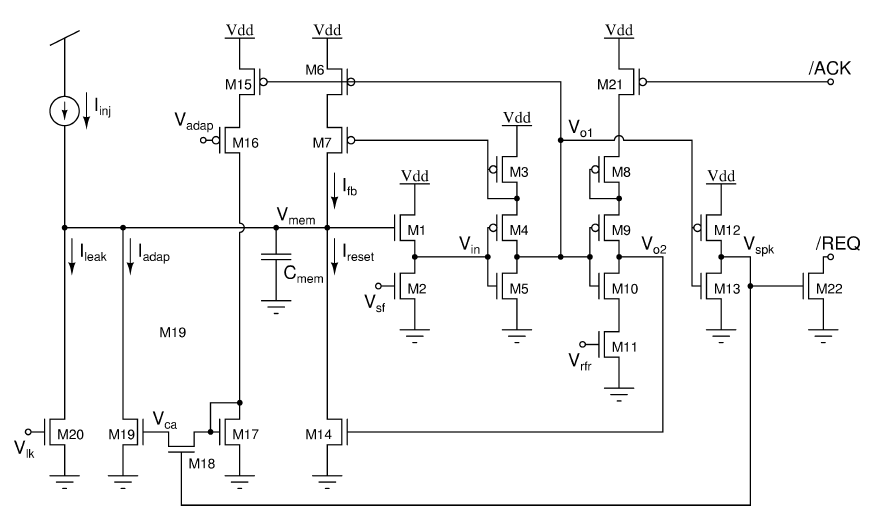 Vdd
Vdd
Vdd
/ACK
M15
M6
M21
Iinj
Vadap
Vdd
Vo1
M16
M7
M3
M8
Vdd
Vdd
Ifb
Vmem
M1
M4
M9
M12
Vin
Vo2
Vspk
/REQ
Ileak
Iadap
Ireset
Cmem
M2
M5
M10
M13
M22
Vsf
M19
M11
Vrfr
Vca
M20
M19
M17
M14
Vlk
M18